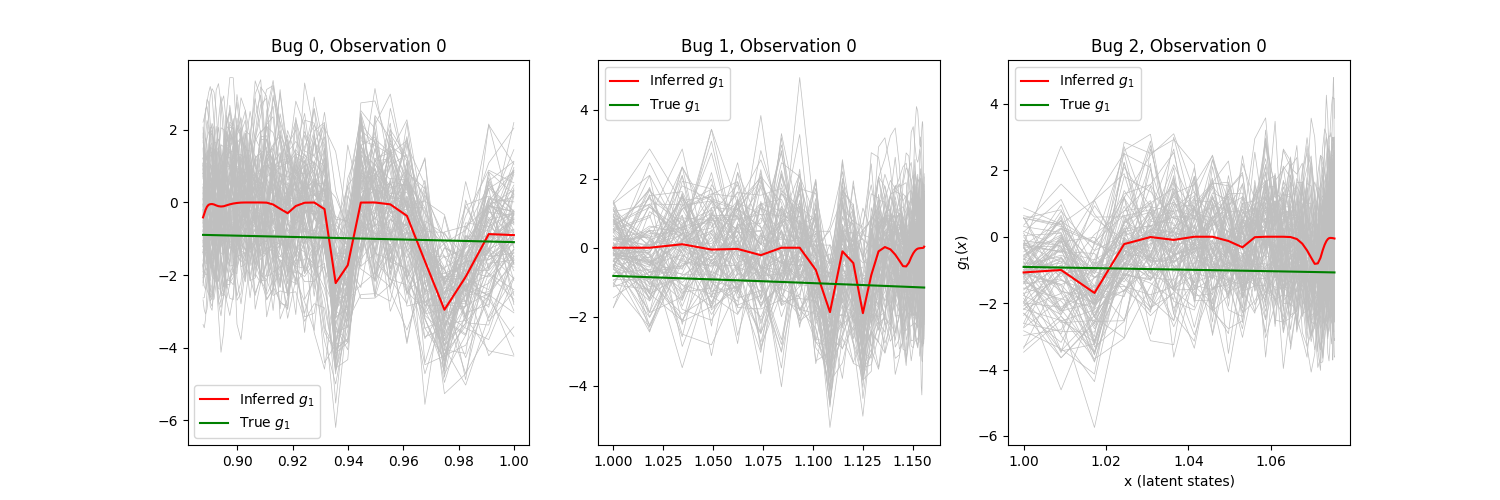 Bug 0, Observation 0
2
0
−2
−4
−6
Inferred g₁
True g₁
0.90 0.92 0.94 0.96 0.98 1.00
Bug 1, Observation 0
Inferred g₁
True g₁
4
2
0
−2
−4
1.000 1.025 1.050 1.075 1.100 1.125 1.150
Bug 2, Observation 0
Inferred g₁
True g₁
g₁(x)
4
2
0
−2
−4
−6
1.00 1.02 1.04 1.06
x (latent states)